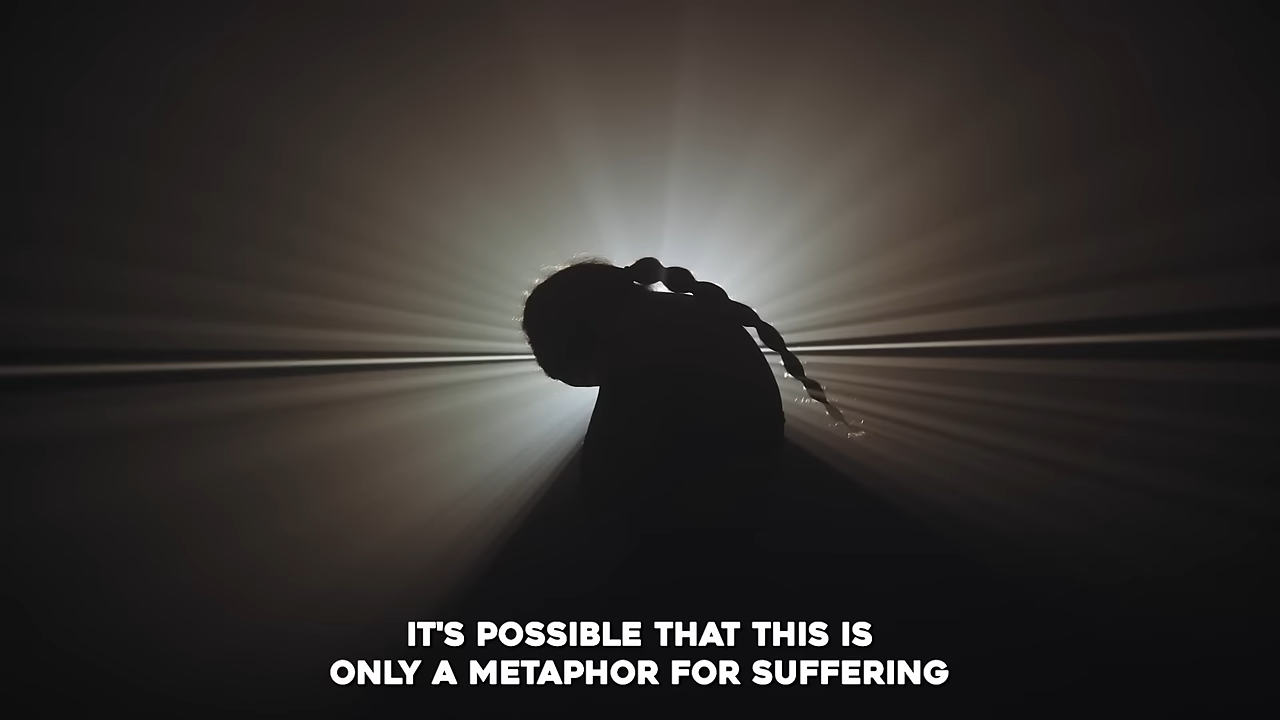 IT'S POSSIBLE THAT THIS IS
ONLY A METAPHOR FOR SUFFERING